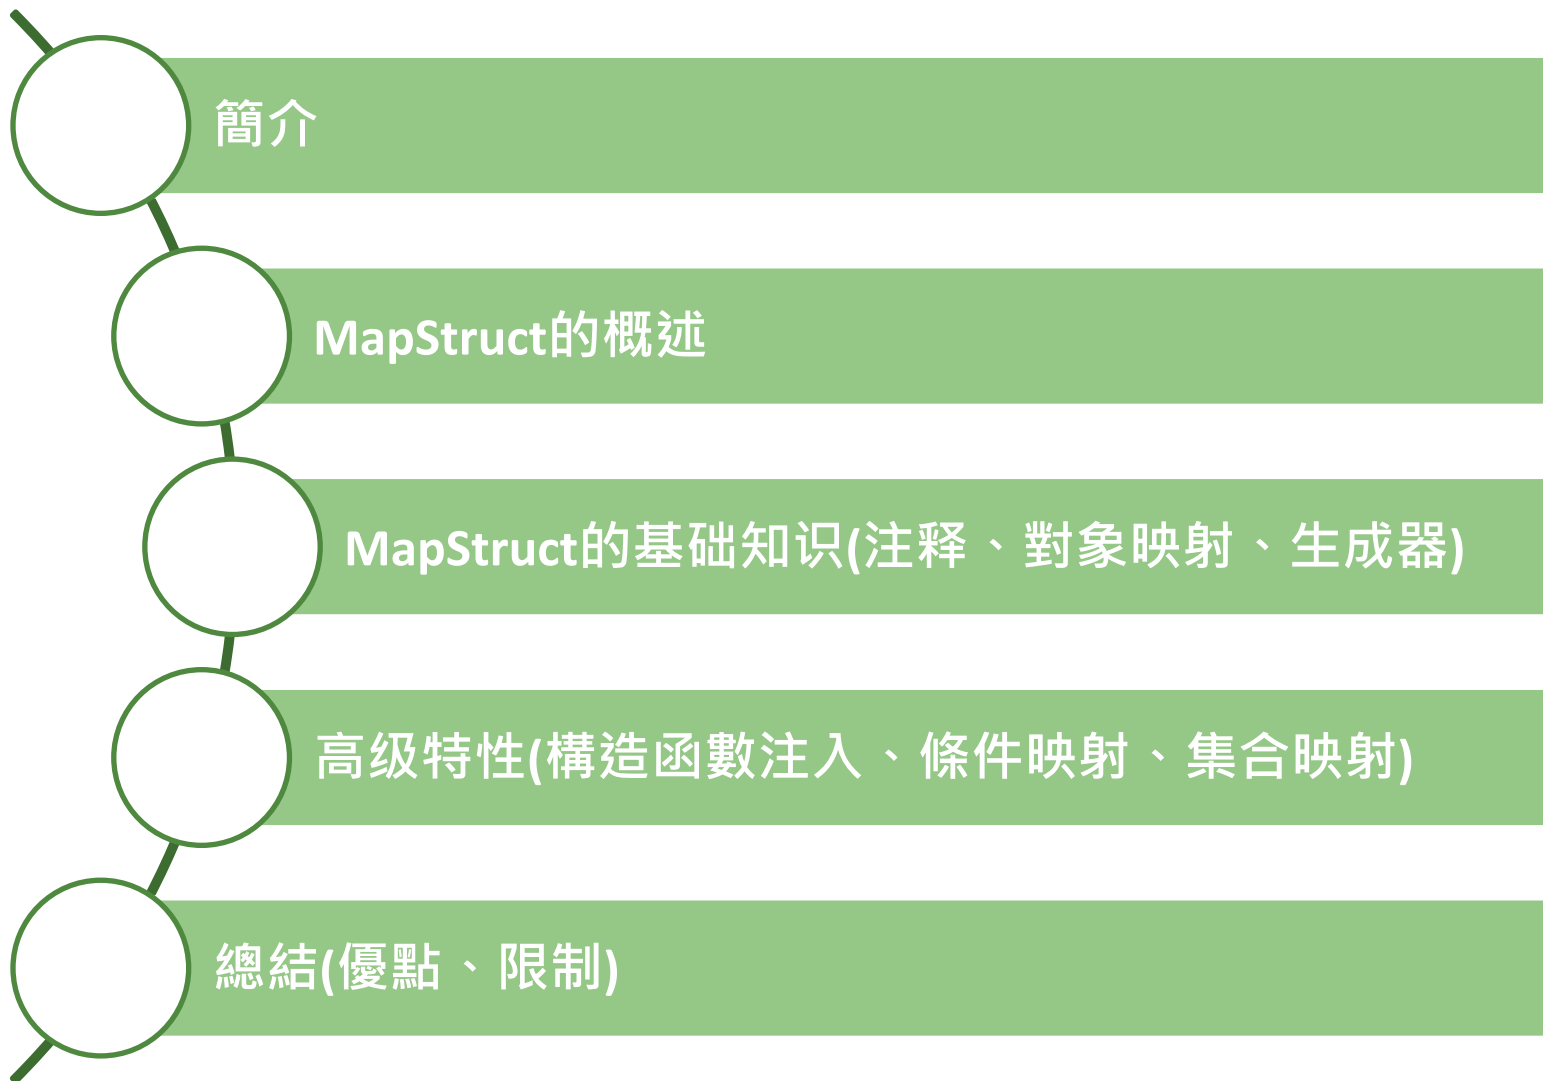 簡介
MapStruct的概述
MapStruct的基础知识(注释、對象映射、生成器)
高级特性(構造函數注入、條件映射、集合映射)
總結(優點、限制)